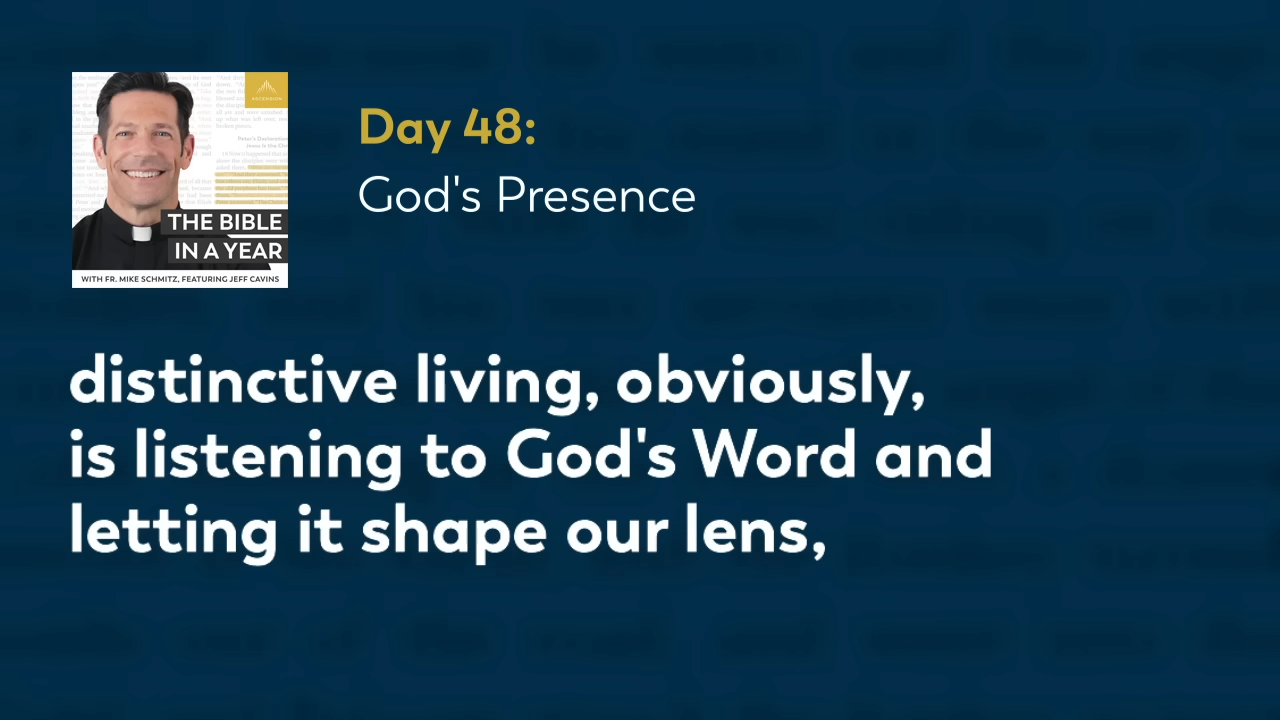 ASCENSION
THE BIBLE
IN A YEAR
WITH FR. MIKE SCHMITZ, FEATURING JEFF CAVINS
Day 48:
God's Presence
distinctive living, obviously,
is listening to God's Word and
letting it shape our lens,